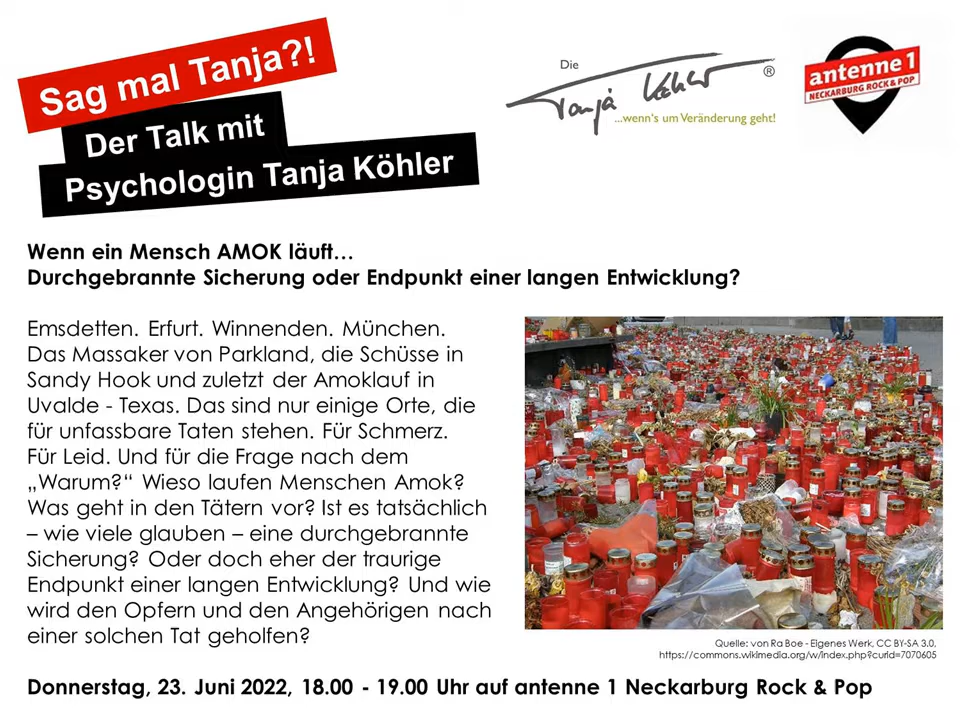 Sag mal Tanja?!
Der Talk mit
Psychologin Tanja Köhler
Die
Tanja Köhler
®
...wenn's um Veränderung geht!
antenne 1
NECKARBURG ROCK & POP
Wenn ein Mensch AMOK läuft…
Durchgebrannte Sicherung oder Endpunkt einer langen Entwicklung?
Emsdetten. Erfurt. Winnenden. München.
Das Massaker von Parkland, die Schüsse in
Sandy Hook und zuletzt der Amoklauf in
Uvalde - Texas. Das sind nur einige Orte, die
für unfassbare Taten stehen. Für Schmerz.
Für Leid. Und für die Frage nach dem
„Warum?“ Wieso laufen Menschen Amok?
Was geht in den Tätern vor? Ist es tatsächlich
– wie viele glauben – eine durchgebrannte
Sicherung? Oder doch eher der traurige
Endpunkt einer langen Entwicklung? Und wie
wird den Opfern und den Angehörigen nach
einer solchen Tat geholfen?
Quelle: von Ra Boe - Eigenes Werk, CC BY-SA 3.0,
https://commons.wikimedia.org/w/index.php?curid=7070605
Donnerstag, 23. Juni 2022, 18.00 - 19.00 Uhr auf antenne 1 Neckarburg Rock & Pop